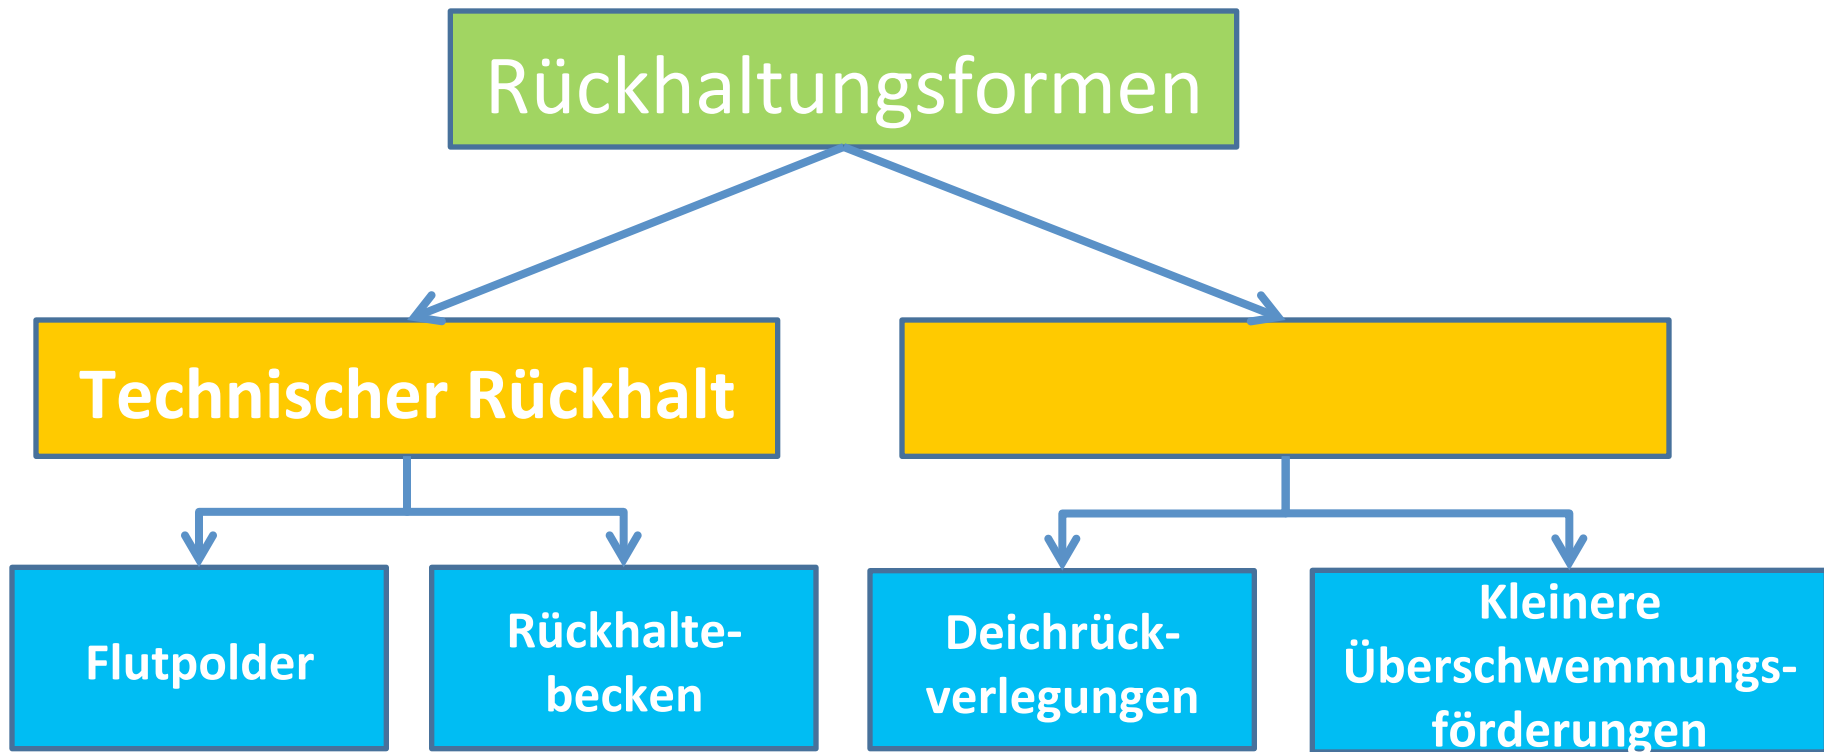 Rückhaltungsformen
Technischer Rückhalt
Flutpolder
Rückhalte-
becken
Deichrück-
verlegungen
Kleinere
Überschwemmungs-
förderungen